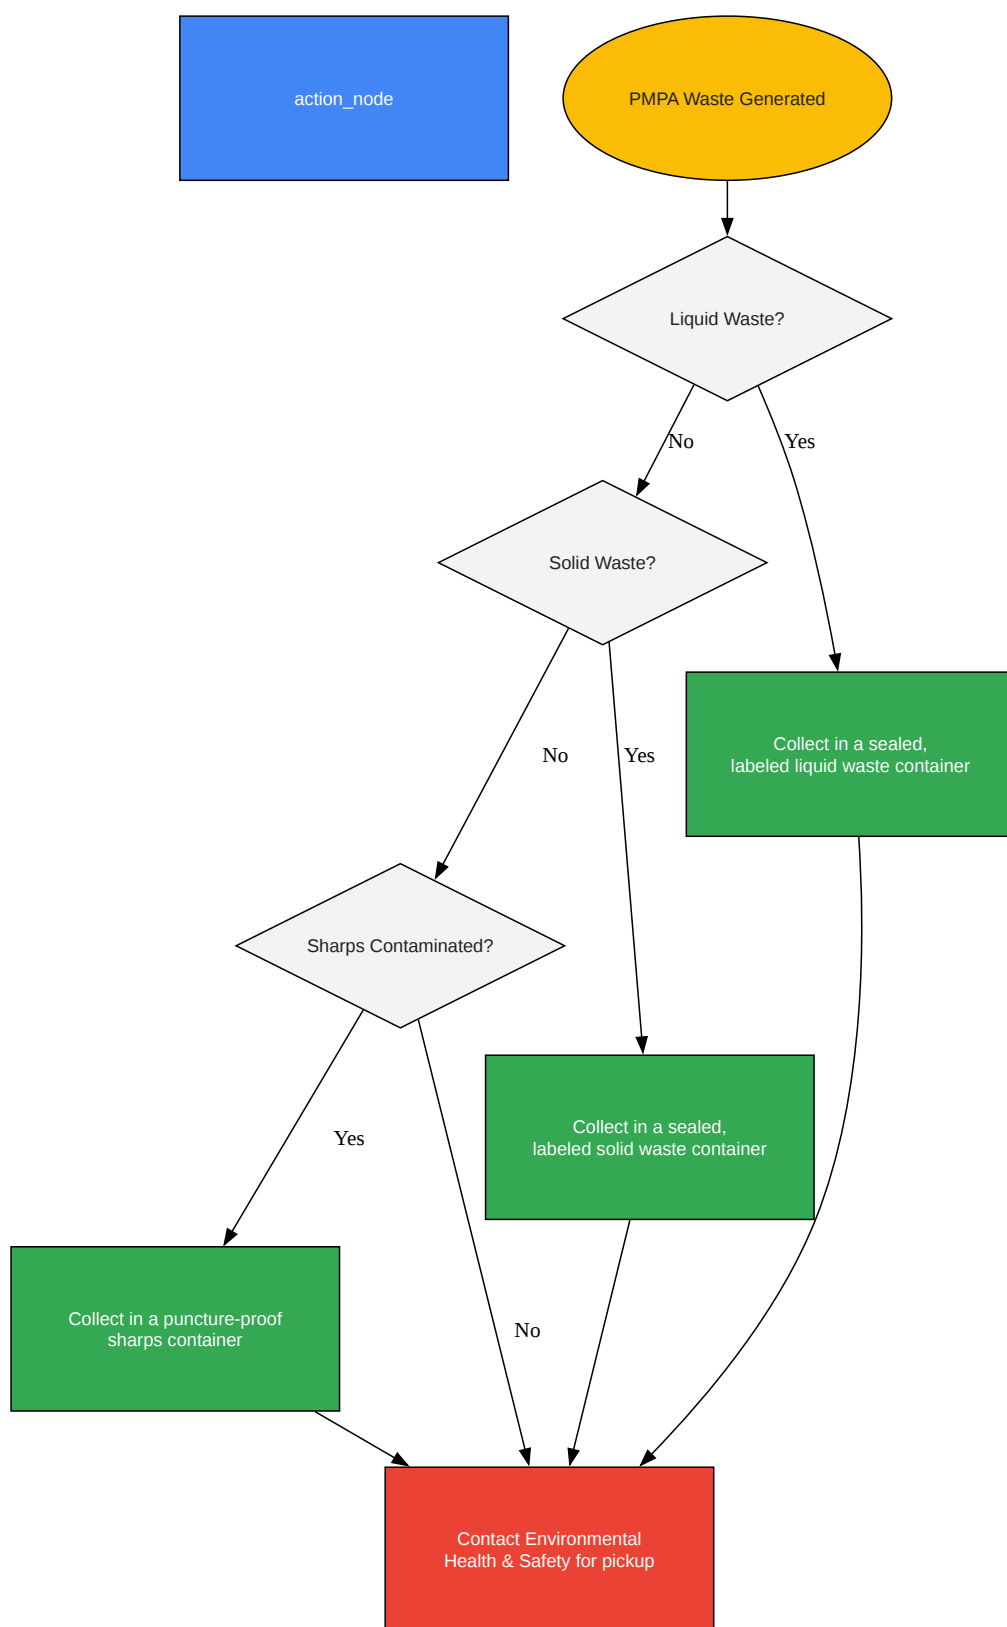 action_node
PMPA Waste Generated
Liquid Waste?
No
Yes
Solid Waste?
No
Yes
Collect in a sealed,
labeled liquid waste container
Sharps Contaminated?
Yes
Collect in a sealed,
labeled solid waste container
No
Collect in a puncture-proof
sharps container
Contact Environmental
Health & Safety for pickup